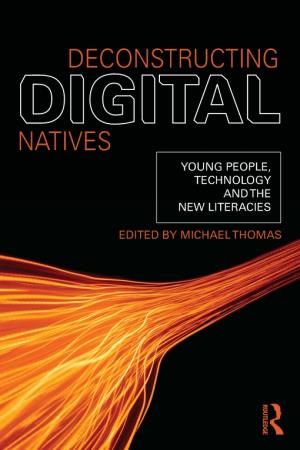 DECONSTRUCTING
DIGITAL
NATIVES
YOUNG PEOPLE,
TECHNOLOGY
AND THE
NEW LITERACIES
EDITED BY MICHAEL THOMAS
R
ROUTLEDGE